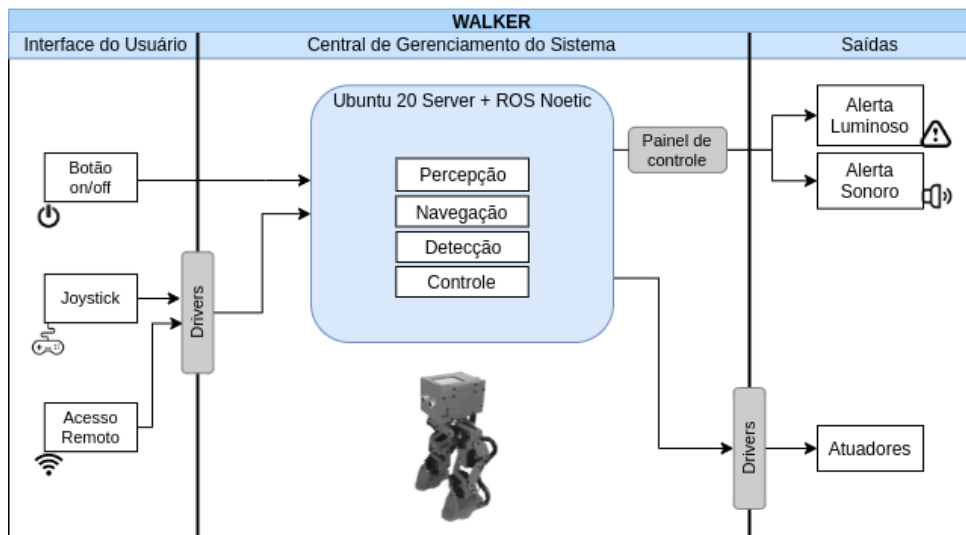 WALKER
Interface do Usuário
Central de Gerenciamento do Sistema
Saídas
Ubuntu 20 Server + ROS Noetic
Percepção
Navegação
Detecção
Controle
Botão
on/off
Joystick
Acesso
Remoto
Drivers
Painel de
controle
Alerta
Luminoso
Alerta
Sonoro
Drivers
Atuadores